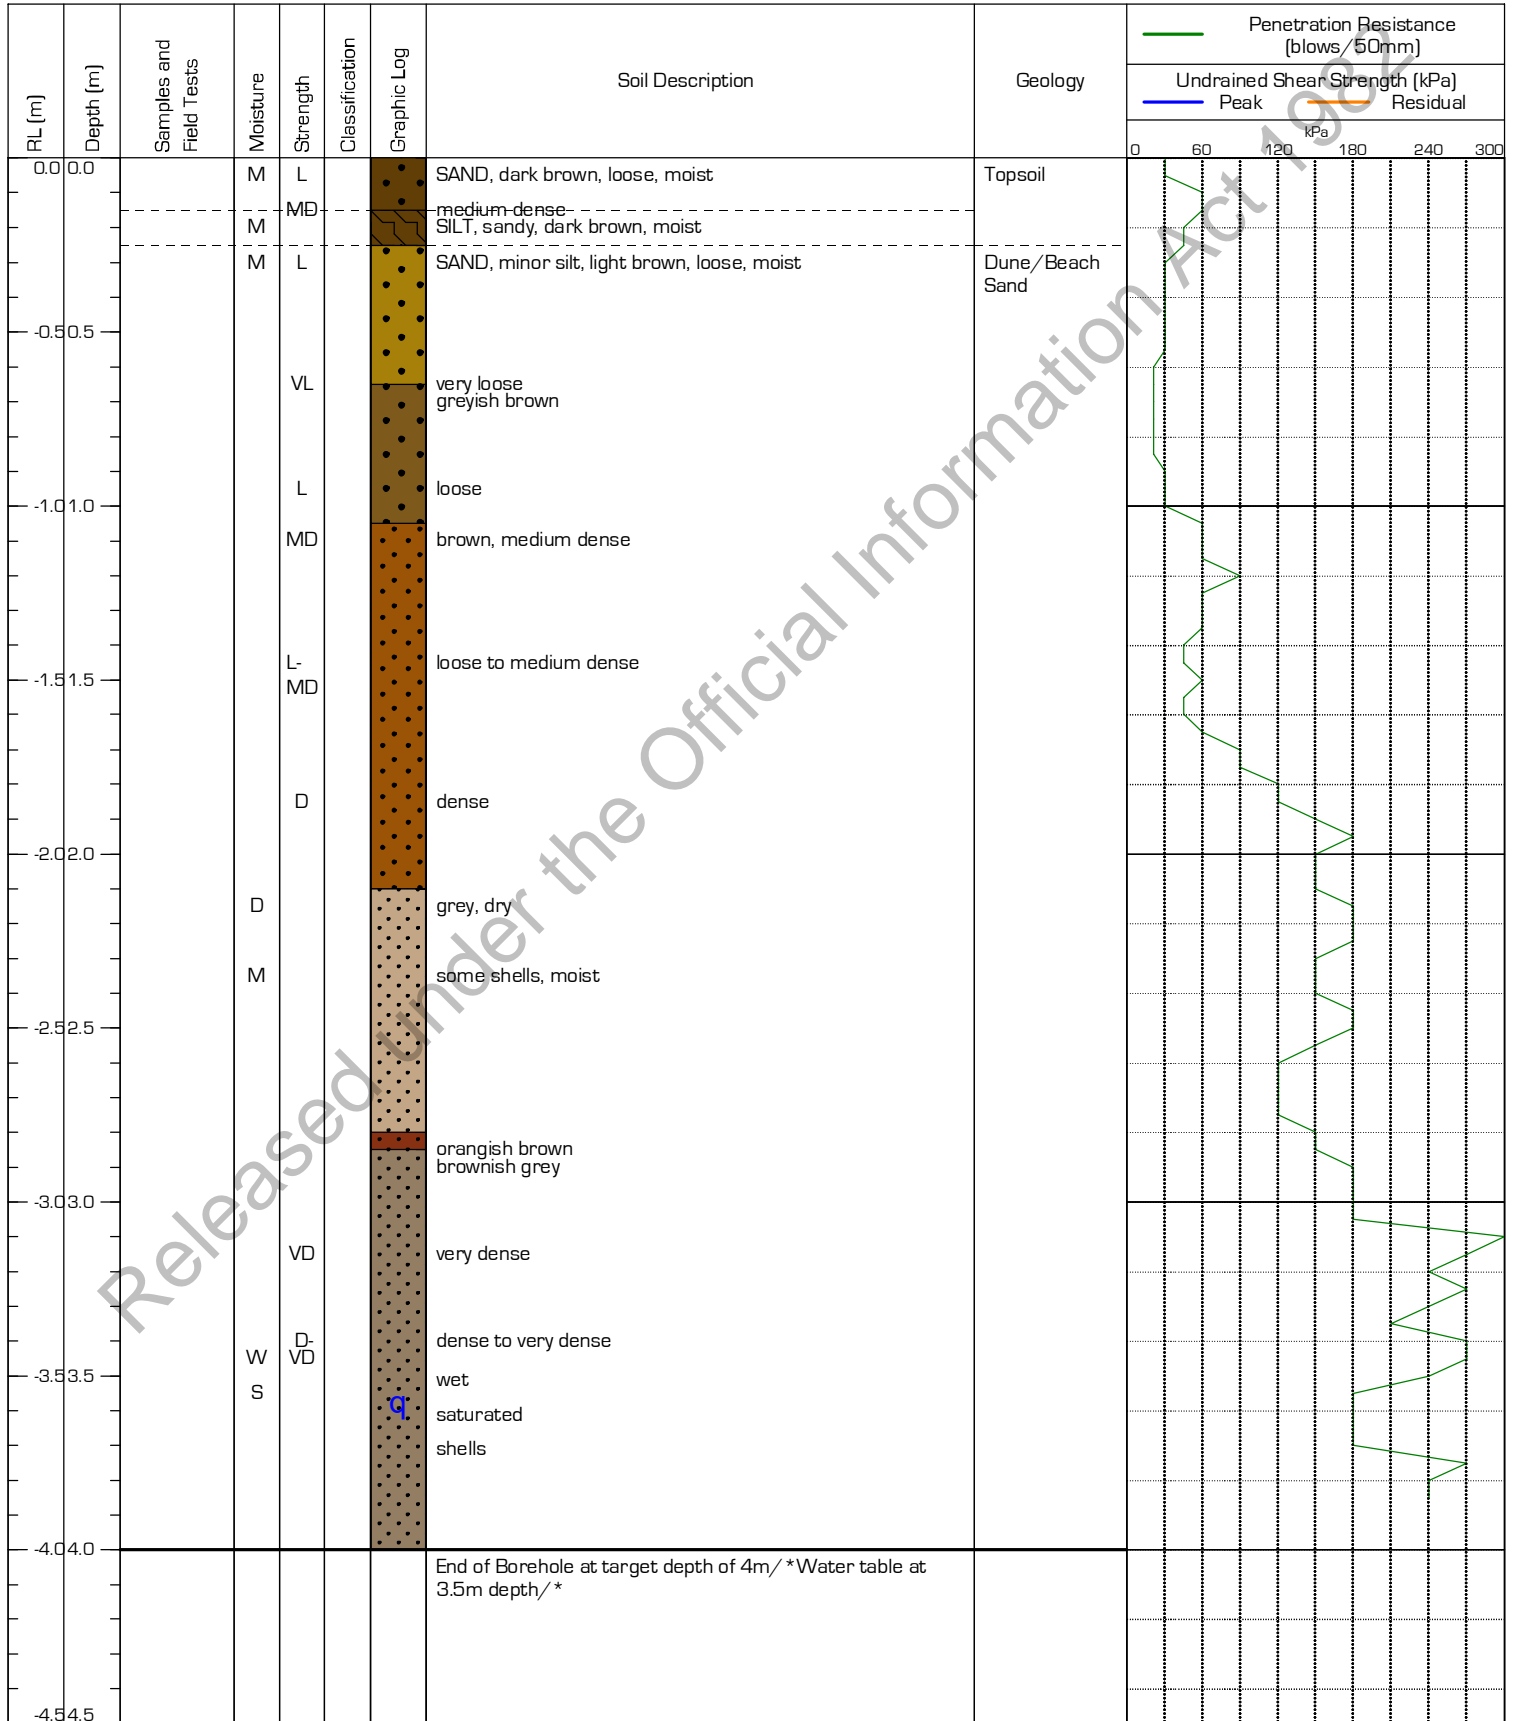 RL (m)
Depth (m)
Samples and
Field Tests
Moisture
Strength
Classification
Graphic Log
Soil Description
Geology
Penetration Resistance
(blows/50mm)
Undrained Shear Strength (kPa)
Peak Residual
kPa
0 60 120 180 240 300
0.0 0.0 M L SAND, dark brown, loose, moist Topsoil
MD medium dense
M SILT, sandy, dark brown, moist
M L SAND, minor silt, light brown, loose, moist Dune/Beach
Sand
-0.5 0.5
VL very loose
greyish brown
L loose
-1.0 1.0
MD brown, medium dense
L- loose to medium dense
-1.5 1.5 MD
D dense
-2.0 2.0
D grey, dry
M some shells, moist
-2.5 2.5
orangish brown
brownish grey
-3.0 3.0
VD very dense
D- dense to very dense
W VD
-3.5 3.5 wet
S
q saturated
shells
-4.0 4.0
End of Borehole at target depth of 4m/ *Water table at
3.5m depth/ *
-4.5 4.5
Released under the Official Information Act 1982